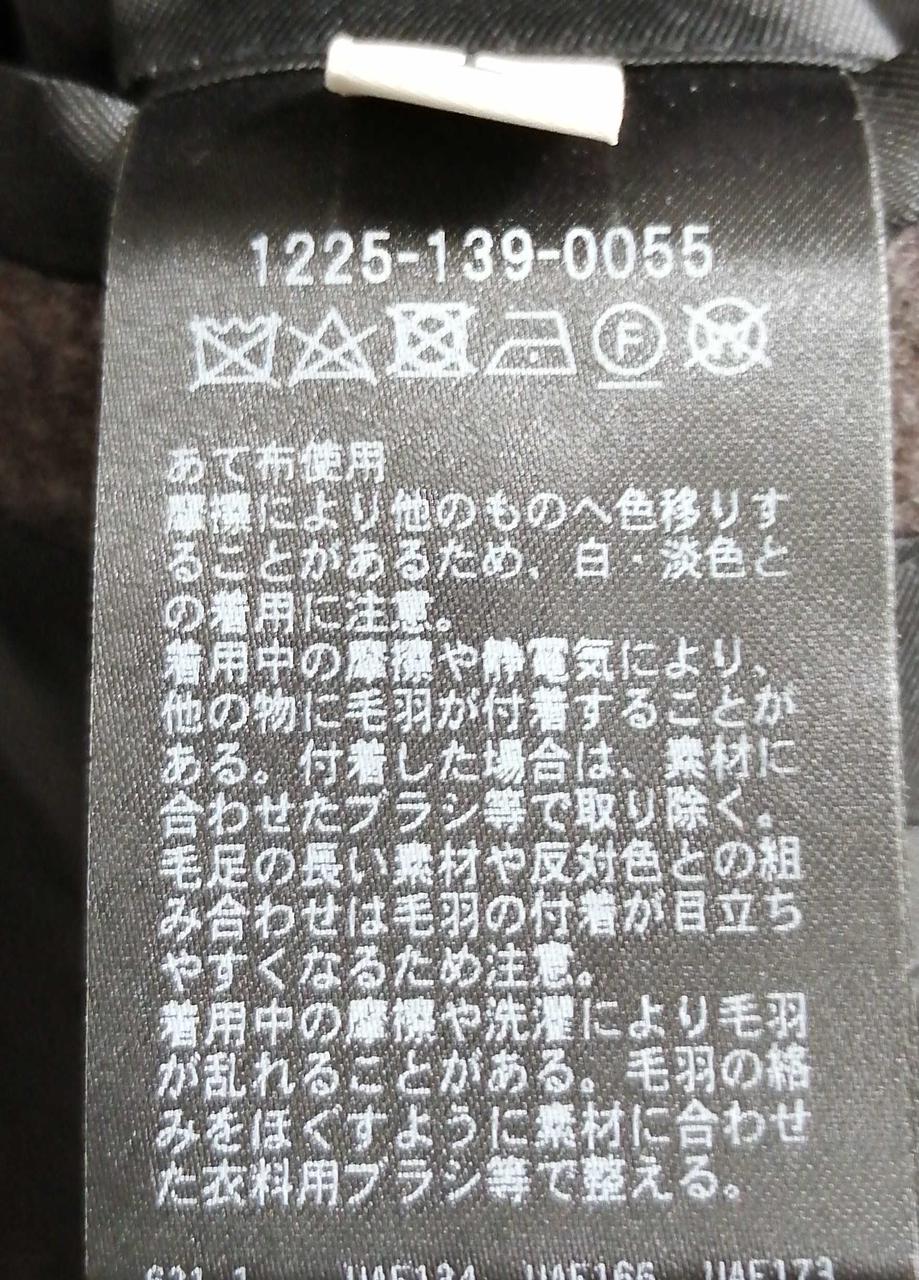 1225-139-0055
F
W
あて布使用
摩擦により他のものへ色移りす
ることがあるため、白・淡色と
の着用に注意。
着用中の摩擦や静電気により、
他の物に毛羽が付着することが
ある。付着した場合は、素材に
合わせたブラシ等で取り除く。
毛足の長い素材や反対色との組
み合わせは毛羽の付着が目立ち
やすくなるため注意。
着用中の摩擦や洗濯により毛羽
が乱れることがある。毛羽の絡
みをほぐすように素材に合わせ
た衣料用ブラシ等で整える。